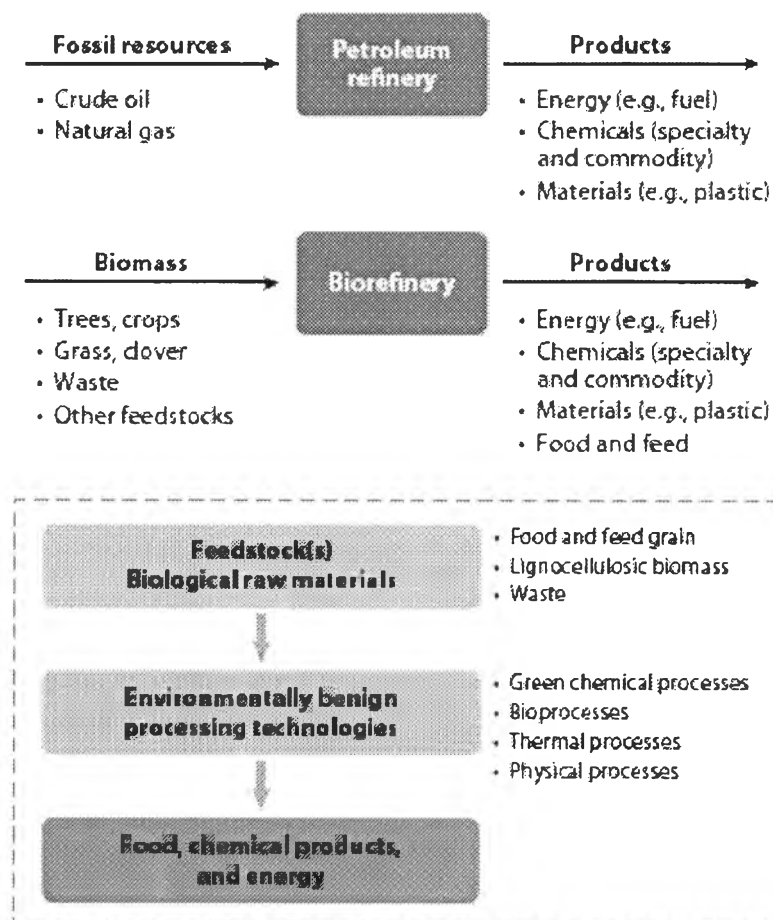 Fossil resources
Petroleum
refinery
Products
• Crude oil
• Natural gas
• Energy (e.g., fuel)
• Chemicals (specialty
and commodity)
• Materials (e.g., plastic)
Biomass
Biorefinery
Products
• Trees, crops
• Grass, clover
• Waste
• Other feedstocks
• Energy (e.g., fuel)
• Chemicals (specialty
and commodity)
• Materials (e.g., plastic)
• Food and feed
Feedstock(s)
Biological raw materials
• Food and feed grain
• Lignocellulosic biomass
• Waste
Environmentally benign
processing technologies
• Green chemical processes
• Bioprocesses
• Thermal processes
• Physical processes
Food, chemical products,
and energy